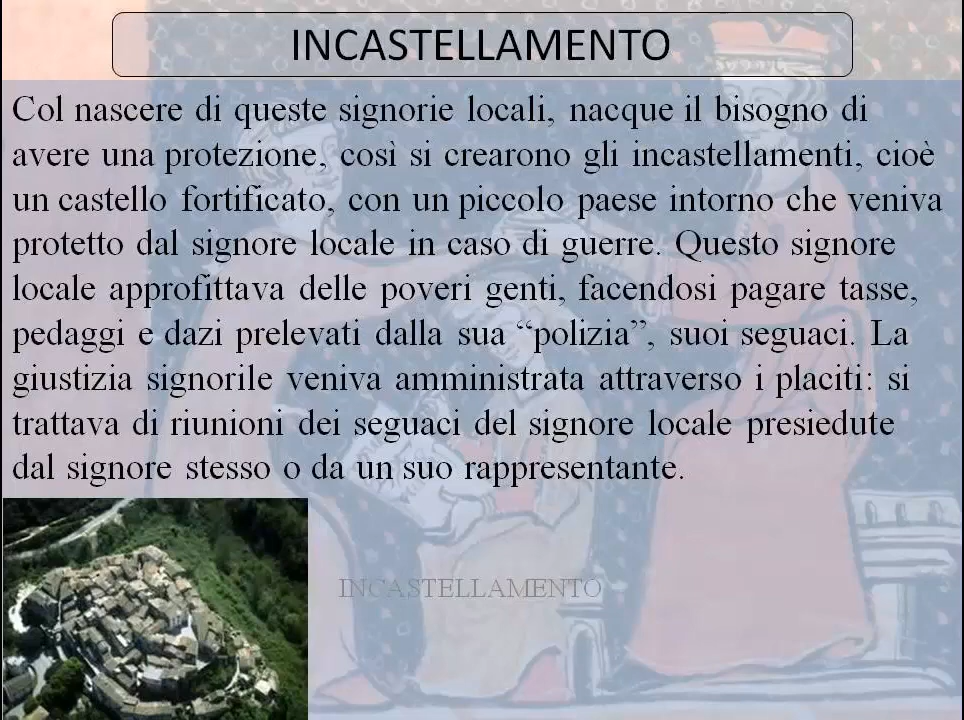 INCASTELLAMENTO
Col nascere di queste signorie locali, nacque il bisogno di
avere una protezione, così si crearono gli incastellamenti, cioè
un castello fortificato, con un piccolo paese intorno che veniva
protetto dal signore locale in caso di guerre. Questo signore
locale approfittava delle poveri genti, facendosi pagare tasse,
pedaggi e dazi prelevati dalla sua “polizia”, suoi seguaci. La
giustizia signorile veniva amministrata attraverso i placiti: si
trattava di riunioni dei seguaci del signore locale presiedute
dal signore stesso o da un suo rappresentante.
INCASTELLAMENTO